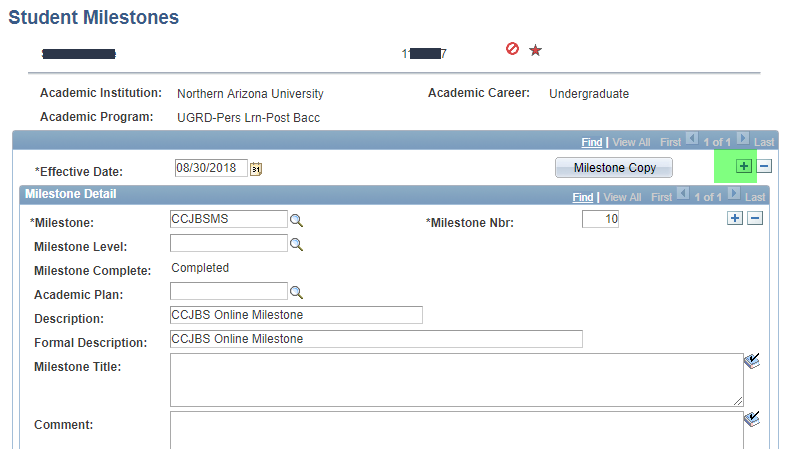 Student Milestones
Academic Institution: Northern Arizona University Academic Career: Undergraduate
Academic Program: UGRD-Pers Lrn-Post Bacc
Find | View All First 1 of 1 Last
*Effective Date: 08/30/2018 31 Milestone Copy
Milestone Detail Find | View All First 1 of 1 Last
*Milestone: CCJBSMS *Milestone Nbr: 10
Milestone Level:
Milestone Complete: Completed
Academic Plan:
Description: CCJBS Online Milestone
Formal Description: CCJBS Online Milestone
Milestone Title:
Comment: